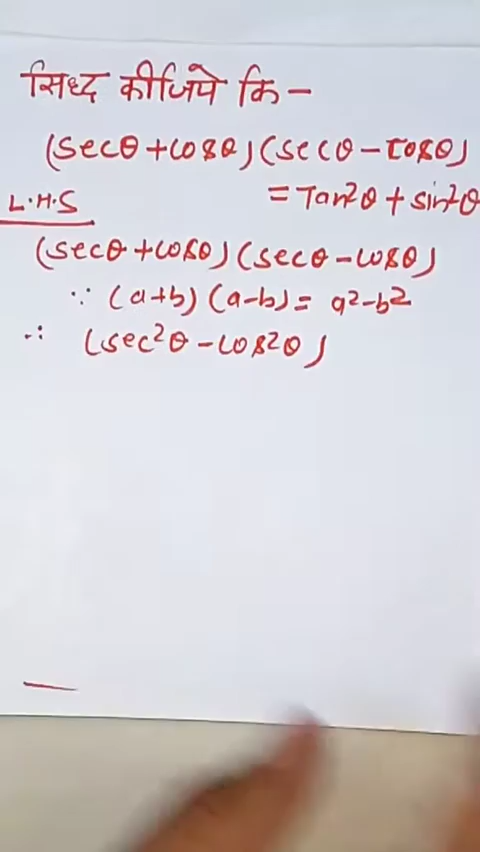 सिध्द कीजिये कि -
(secθ + cosθ) (secθ - cosθ)
= Tan²θ + sin²θ
L.H.S
(secθ + cosθ) (secθ - cosθ)
∵ (a+b) (a-b) = a²-b²
∴ (sec²θ - cos²θ)